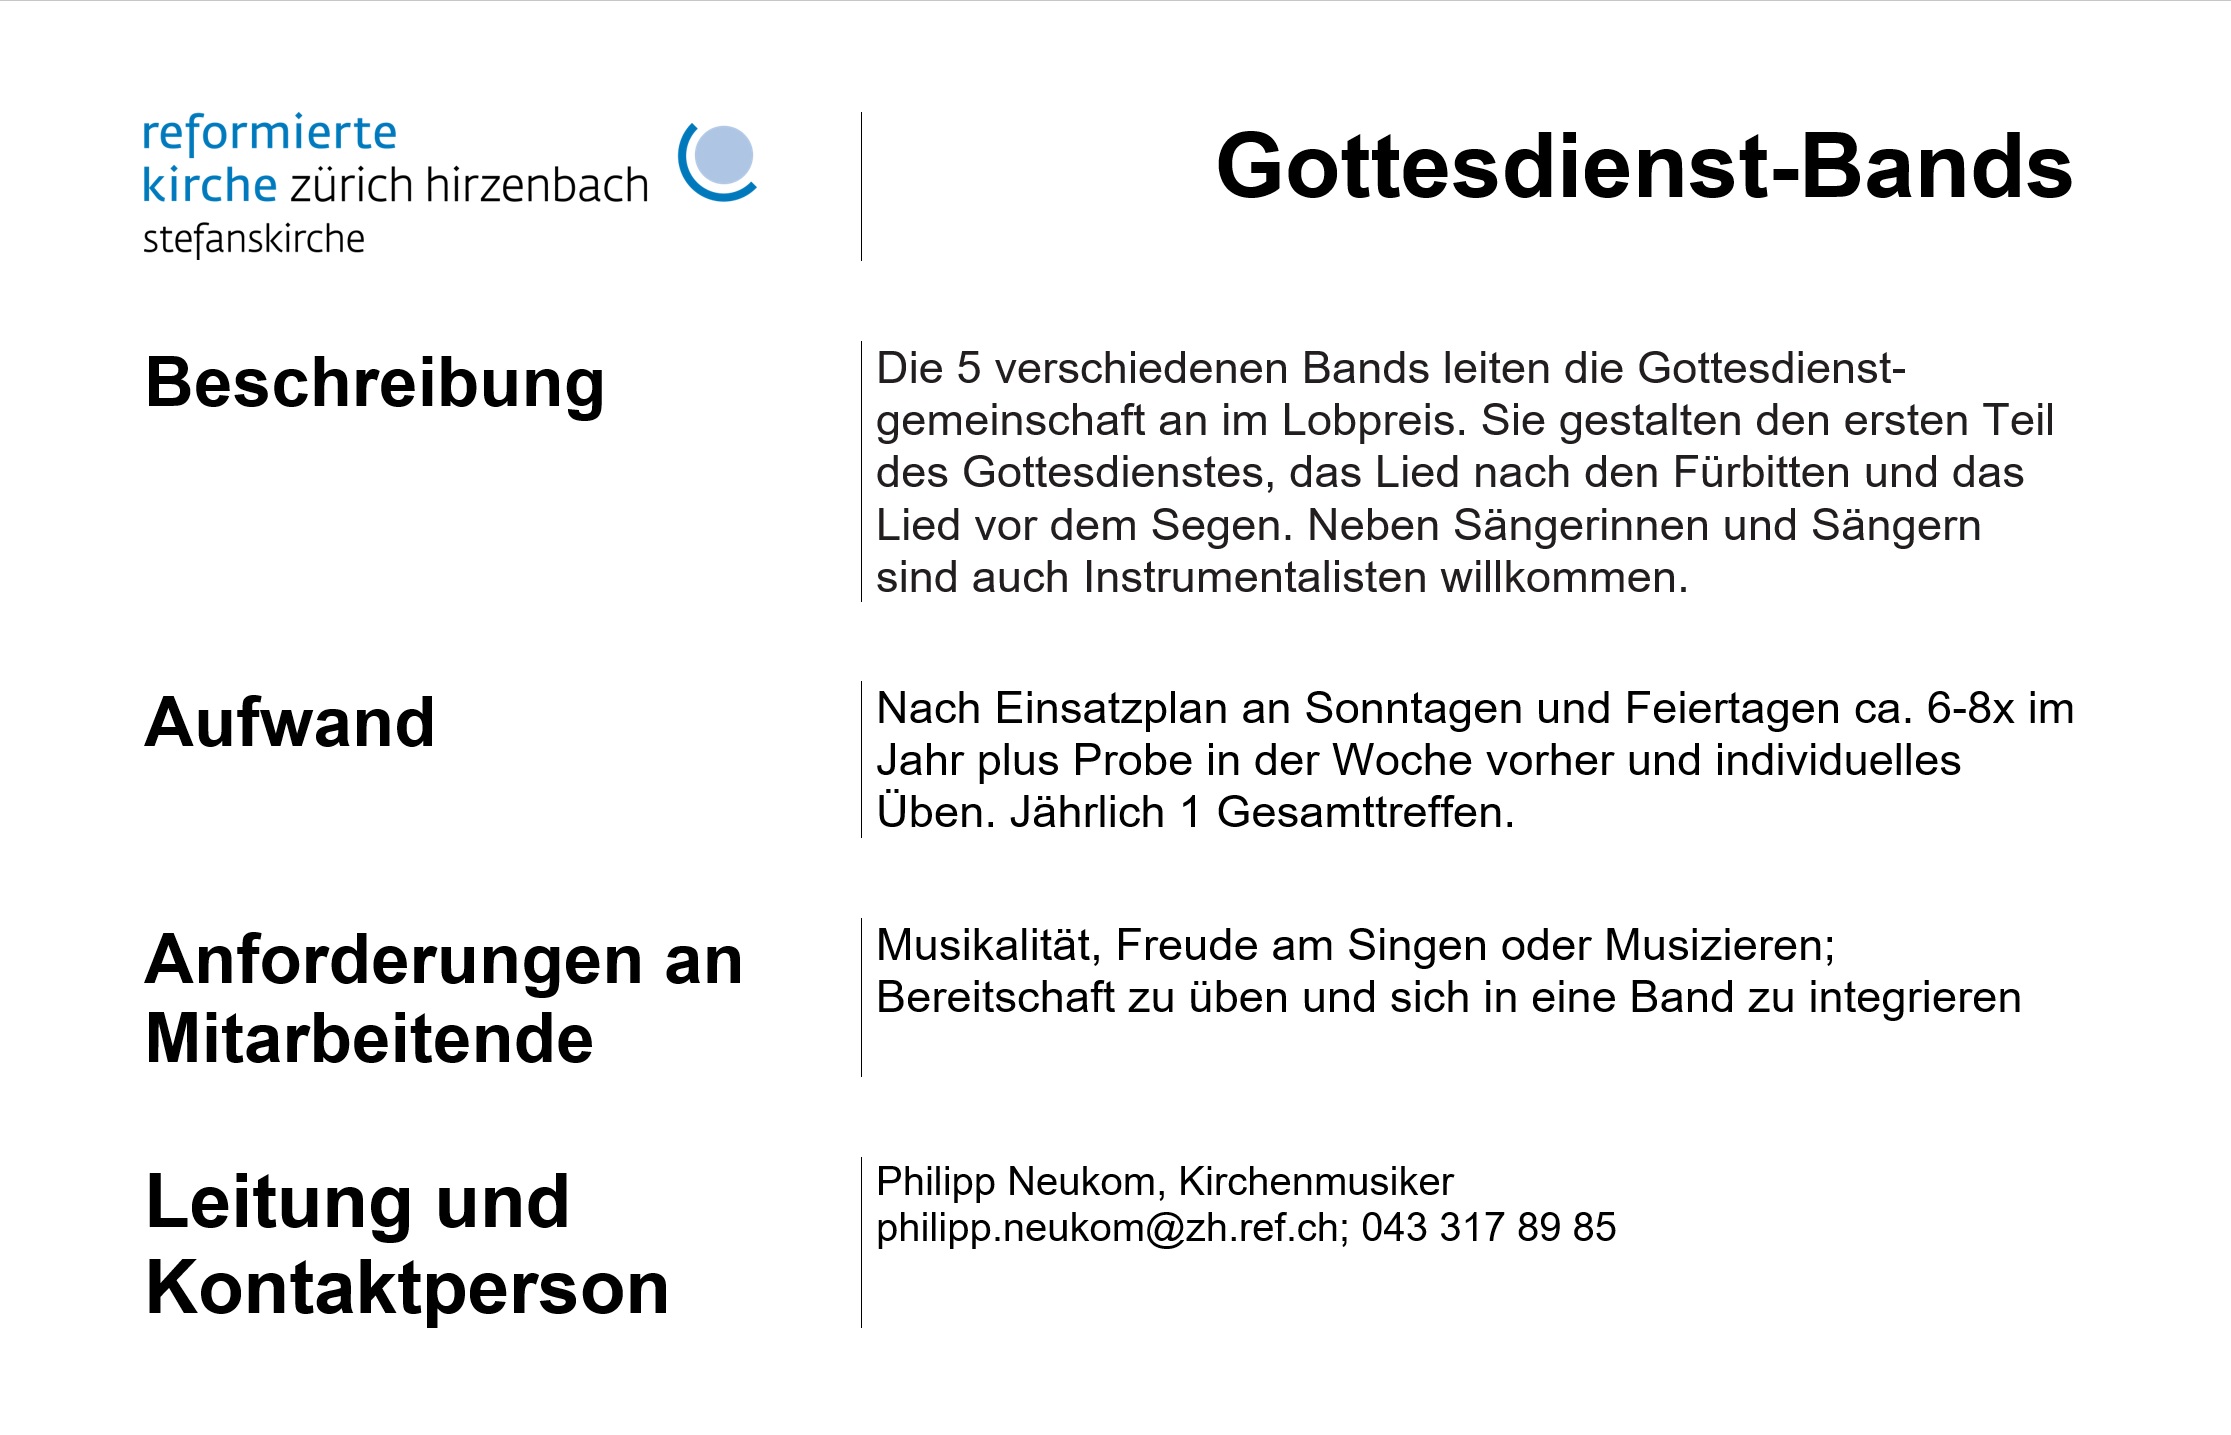 reformierte
kirche zürich hirzenbach
stefanskirche
Gottesdienst-Bands
Beschreibung
Die 5 verschiedenen Bands leiten die Gottesdienst-
gemeinschaft an im Lobpreis. Sie gestalten den ersten Teil
des Gottesdienstes, das Lied nach den Fürbitten und das
Lied vor dem Segen. Neben Sängerinnen und Sängern
sind auch Instrumentalisten willkommen.
Aufwand
Nach Einsatzplan an Sonntagen und Feiertagen ca. 6-8x im
Jahr plus Probe in der Woche vorher und individuelles
Üben. Jährlich 1 Gesamttreffen.
Anforderungen an
Mitarbeitende
Musikalität, Freude am Singen oder Musizieren;
Bereitschaft zu üben und sich in eine Band zu integrieren
Leitung und
Kontaktperson
Philipp Neukom, Kirchenmusiker
philipp.neukom@zh.ref.ch; 043 317 89 85